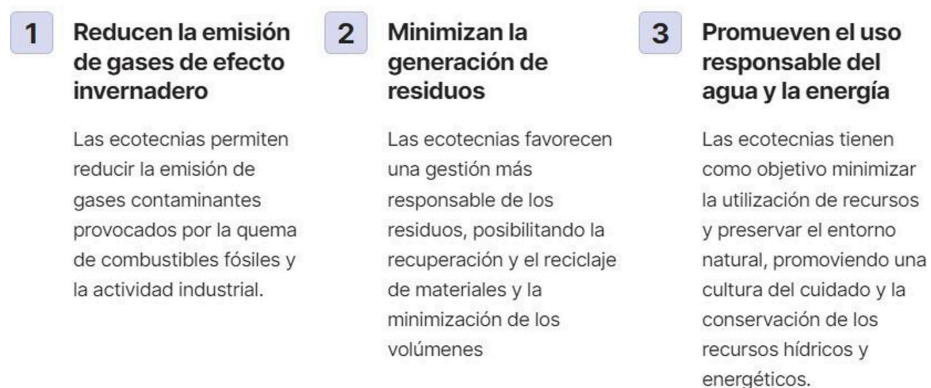 1
Reducen la emisión
de gases de efecto
invernadero
Las ecotecnias permiten
reducir la emisión de
gases contaminantes
provocados por la quema
de combustibles fósiles y
la actividad industrial.
2
Minimizan la
generación de
residuos
Las ecotecnias favorecen
una gestión más
responsable de los
residuos, posibilitando la
recuperación y el reciclaje
de materiales y la
minimización de los
volúmenes
3
Promueven el uso
responsable del
agua y la energía
Las ecotecnias tienen
como objetivo minimizar
la utilización de recursos
y preservar el entorno
natural, promoviendo una
cultura del cuidado y la
conservación de los
recursos hídricos y
energéticos.